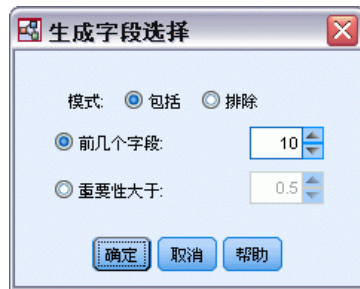 生成字段选择
模式: 包括 排除
前几个字段: 10
重要性大于: 0.5
确定 取消 帮助